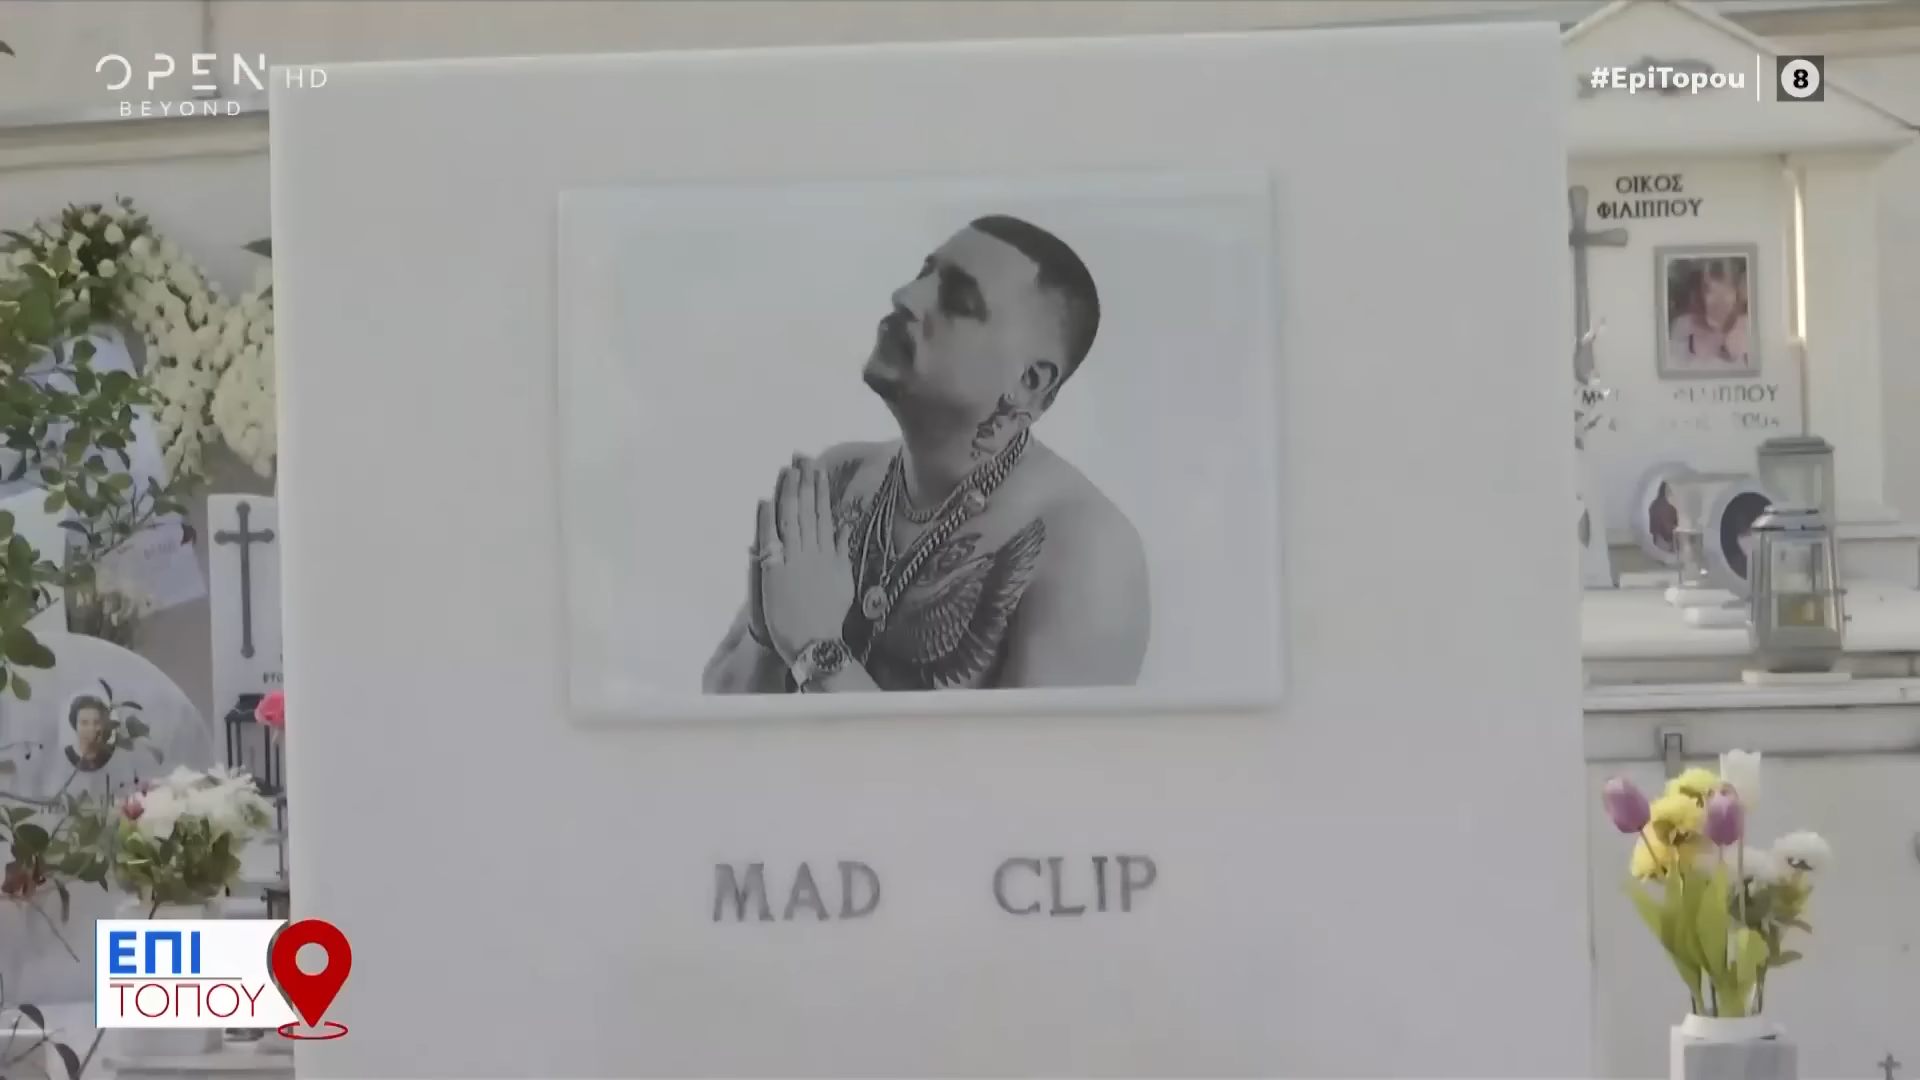 OPEN HD
BEYOND
#EpiTopou 8
ΟΙΚΟΣ
ΦΙΛΙΠΠΟΥ
MAD CLIP
ΕΠΙ
ΤΟΠΟΥ